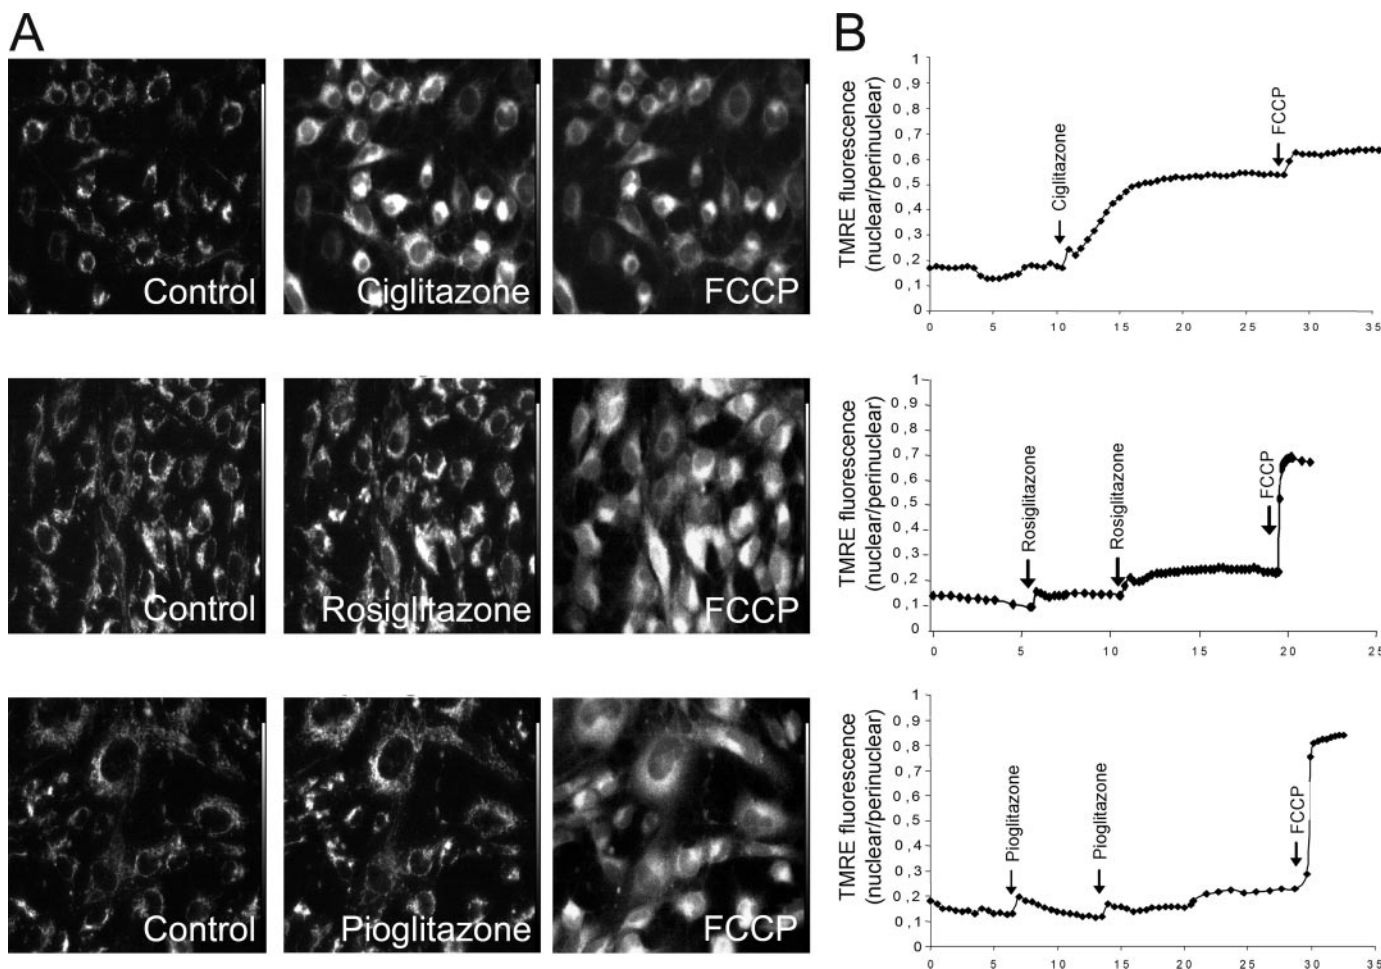 A
B
Control
Ciglitazone
FCCP
TMRE fluorescence
(nuclear/perinuclear)
1
0,9
0,8
0,7
0,6
0,5
0,4
0,3
0,2
0,1
0
Ciglitazone
FCCP
0 5 10 15 20 25 30 35
Control
Rosiglitazone
FCCP
TMRE fluorescence
(nuclear/perinuclear)
1
0,9
0,8
0,7
0,6
0,5
0,4
0,3
0,2
0,1
0
Rosiglitazone
Rosiglitazone
FCCP
0 5 10 15 20 25
Control
Pioglitazone
FCCP
TMRE fluorescence
(nuclear/perinuclear)
1
0,9
0,8
0,7
0,6
0,5
0,4
0,3
0,2
0,1
0
Pioglitazone
Pioglitazone
FCCP
0 5 10 15 20 25 30 35